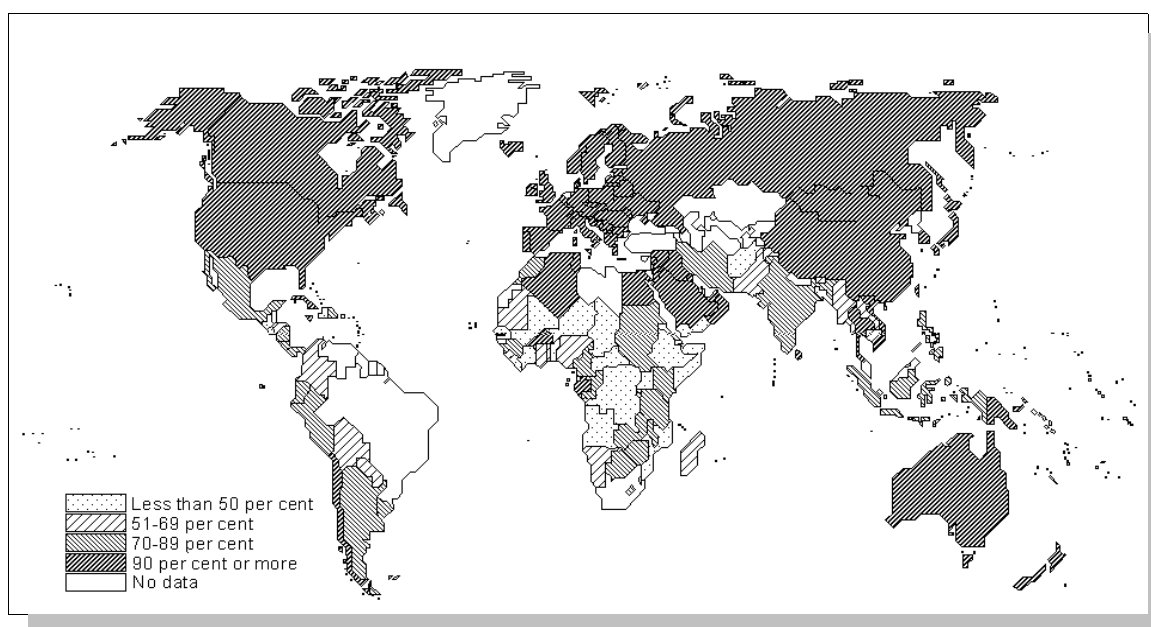 Less than 50 per cent
51-69 per cent
70-89 per cent
90 per cent or more
No data